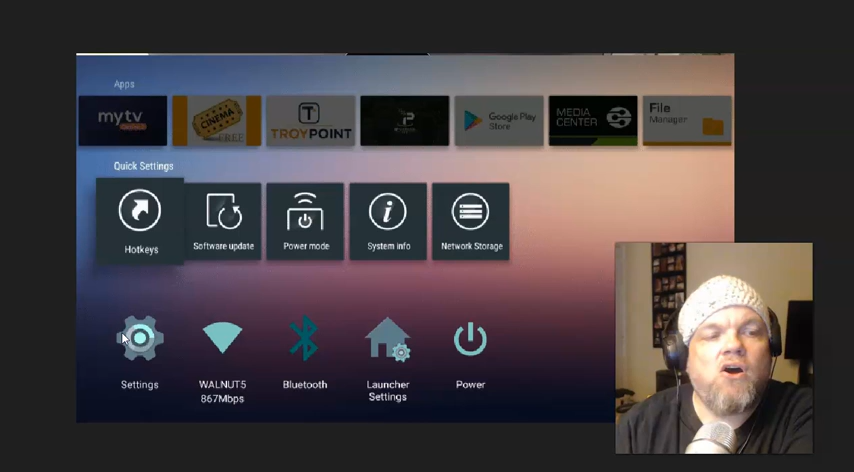 Apps
mytv
CINEMA
FREE
T
TROYPOINT
P
Google Play
Store
MEDIA
CENTER
File
Manager
Quick Settings
Hotkeys
Software update
Power mode
System info
Network Storage
Settings
WALNUT5
867Mbps
Bluetooth
Launcher
Settings
Power